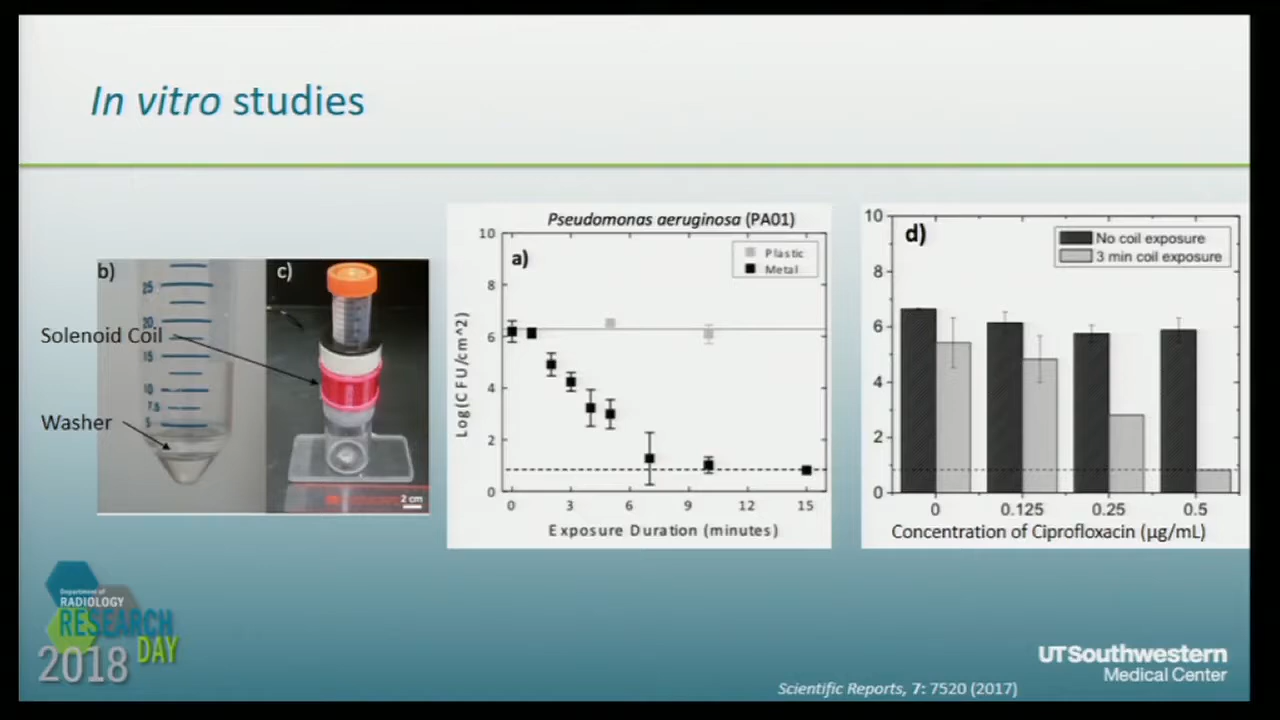 In vitro studies
b)
c)
25
20
Solenoid Coil
15
10
7.5
5
Washer
2 cm
Pseudomonas aeruginosa (PA01)
a)
Plastic
Metal
10
8
6
4
2
0
Log(CFU/cm^2)
0 3 6 9 12 15
Exposure Duration (minutes)
d)
No coil exposure
3 min coil exposure
10
8
6
4
2
0
0 0.125 0.25 0.5
Concentration of Ciprofloxacin (µg/mL)
Department of
RADIOLOGY
RESEARCH
DAY
2018
UTSouthwestern
Medical Center
Scientific Reports, 7: 7520 (2017)